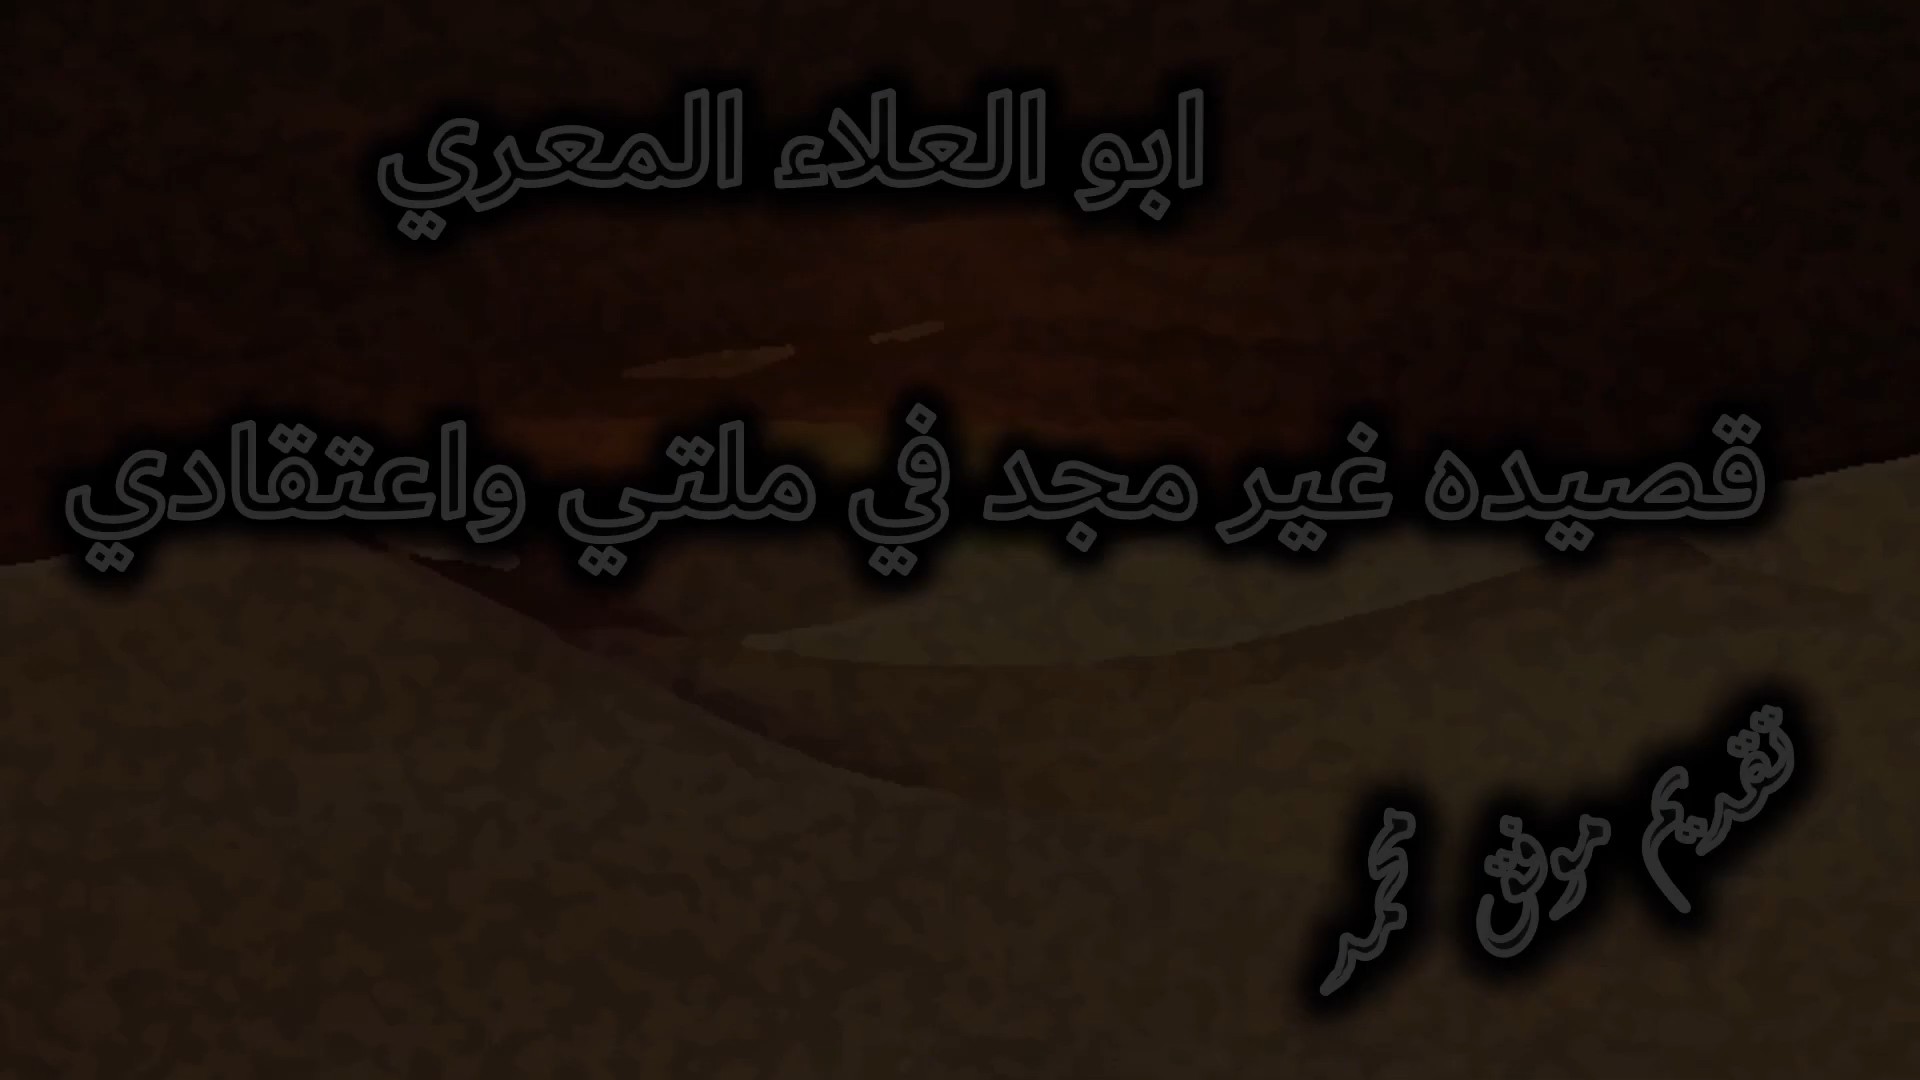 ابو العلاء المعري
قصيده غير مجد في ملتي واعتقادي
تقديم موفق محمد